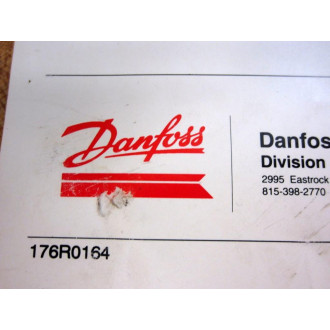 Danfoss
Danfos
Division
2995 Eastrock
815-398-2770
176R0164